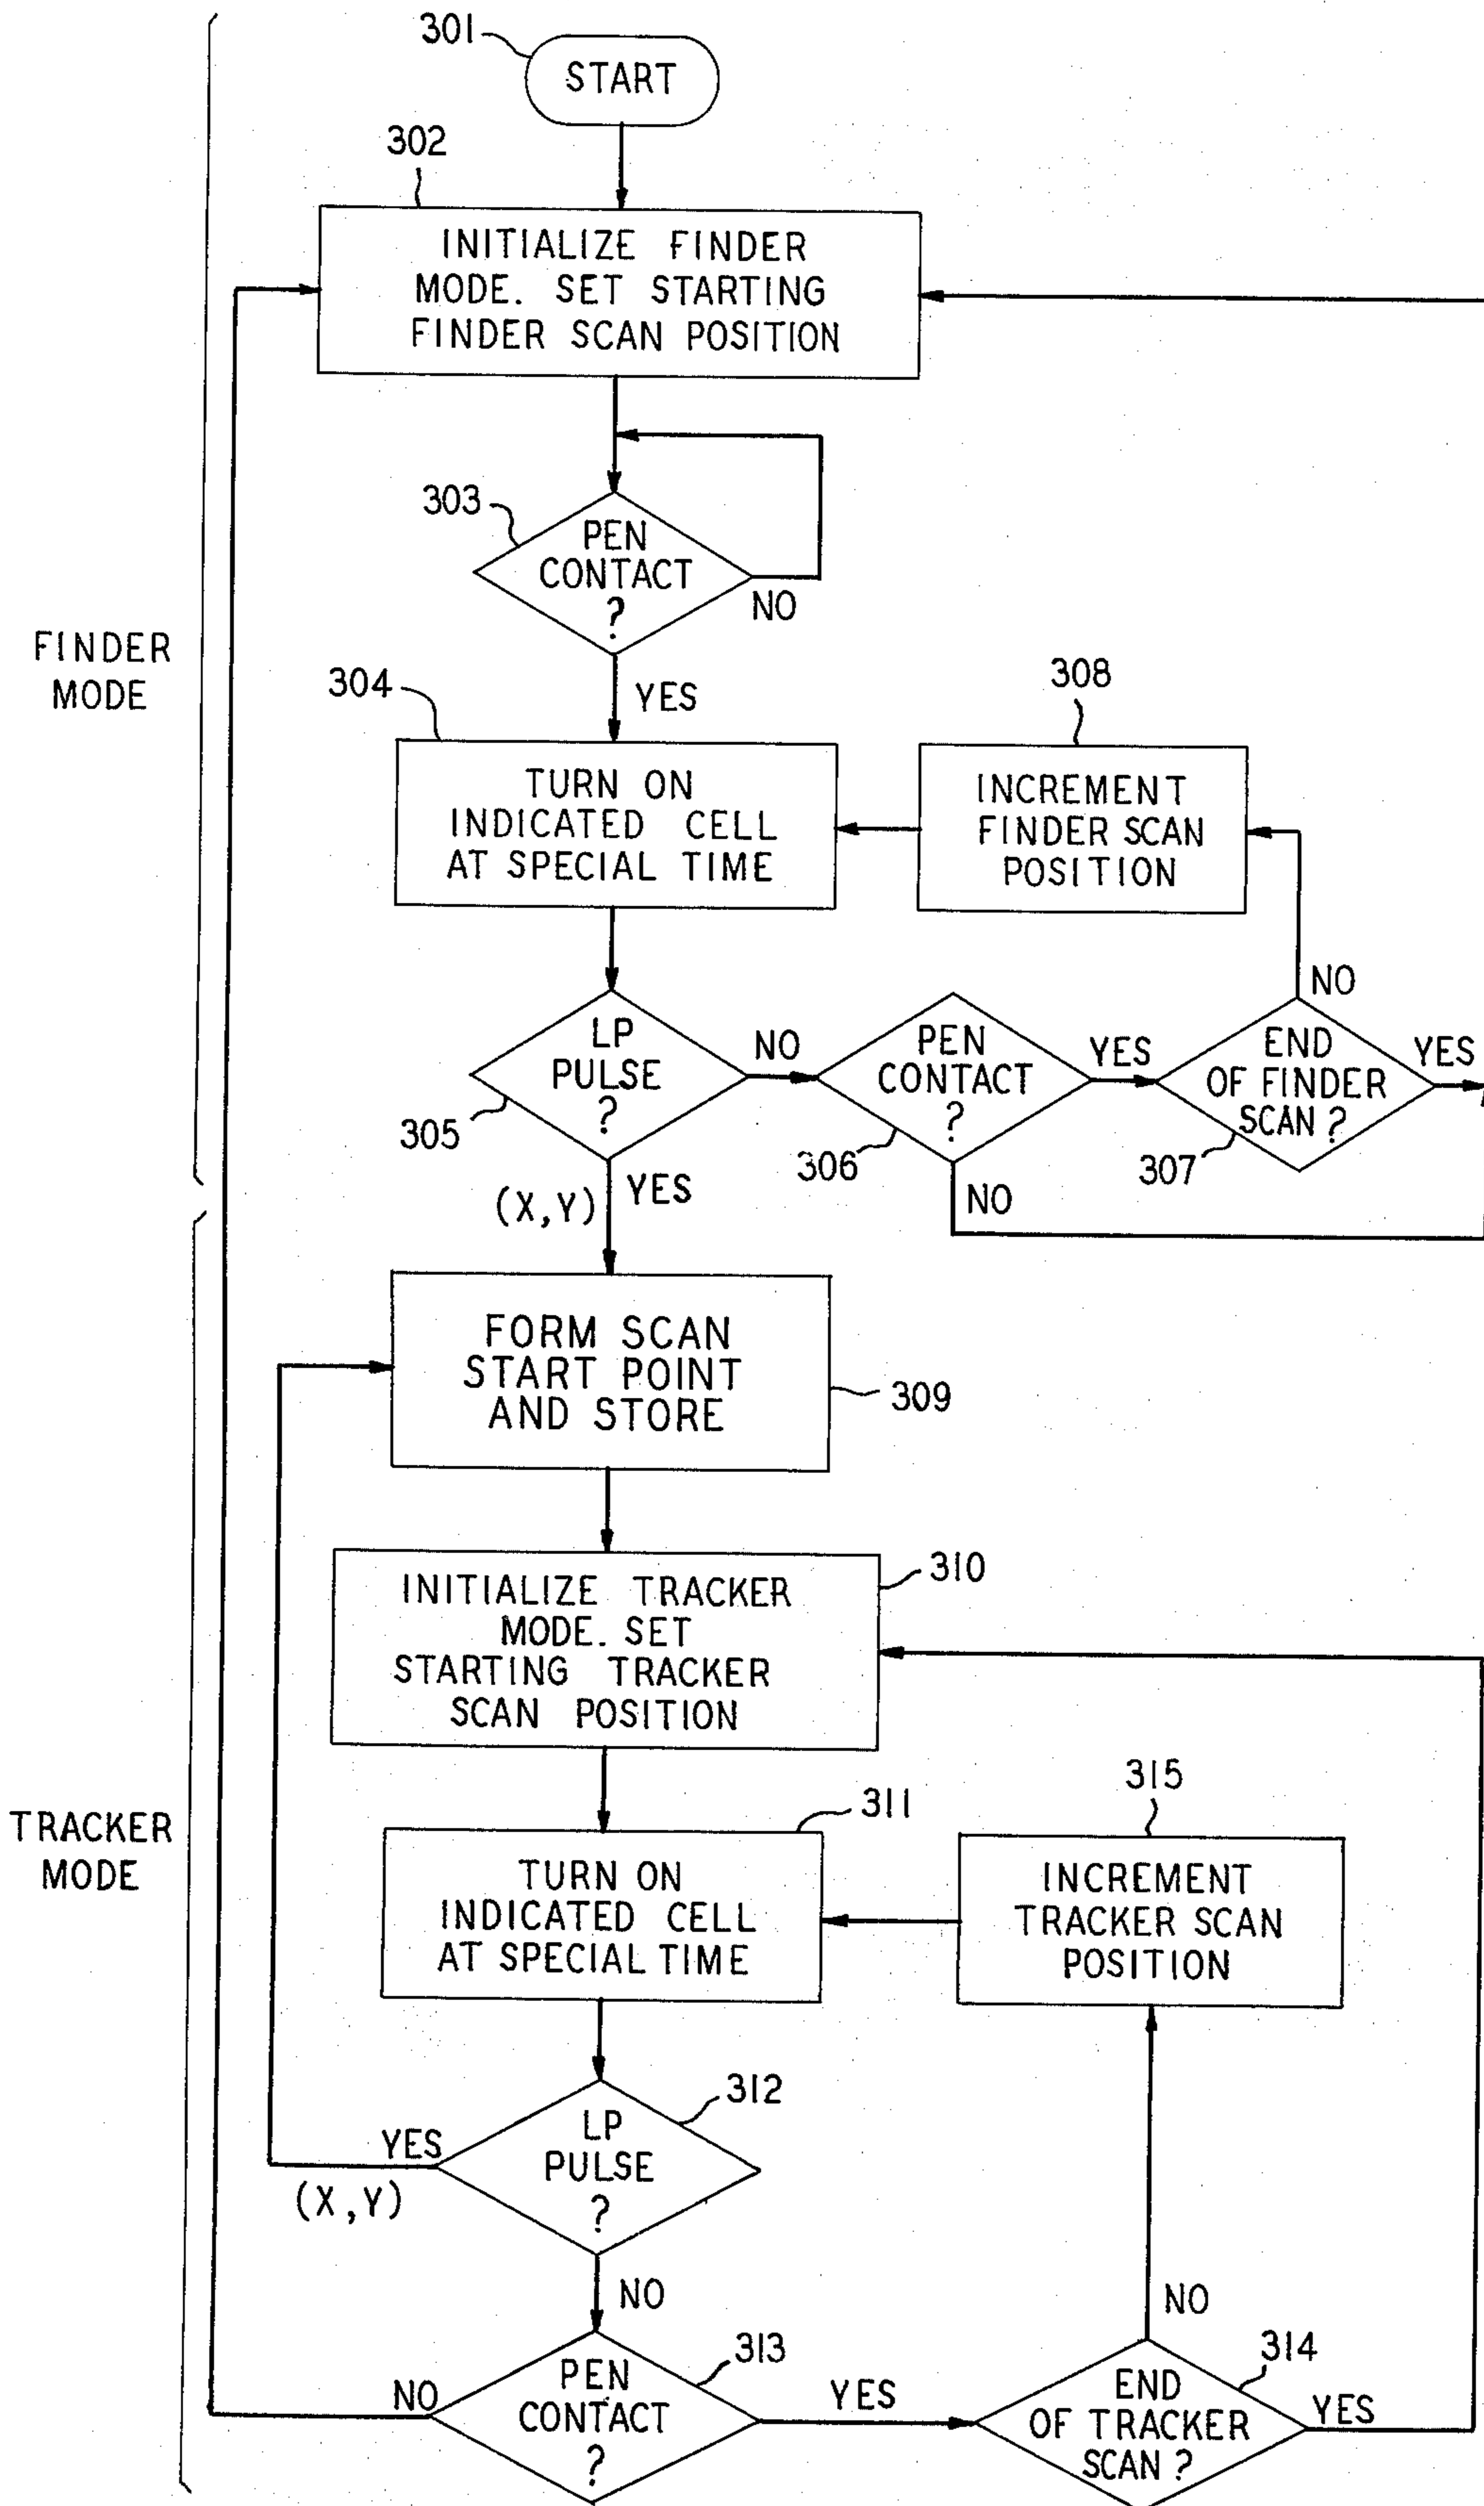 301
START
302
INITIALIZE FINDER
MODE. SET STARTING
FINDER SCAN POSITION
303
PEN
CONTACT
?
NO
YES
FINDER
MODE
304
TURN ON
INDICATED CELL
AT SPECIAL TIME
308
INCREMENT
FINDER SCAN
POSITION
305
LP
PULSE
?
NO
306
PEN
CONTACT
?
YES
NO
307
END
OF FINDER
SCAN ?
NO
YES
(X,Y)
YES
FORM SCAN
START POINT
AND STORE
309
INITIALIZE TRACKER
MODE. SET
STARTING TRACKER
SCAN POSITION
310
TRACKER
MODE
311
TURN ON
INDICATED CELL
AT SPECIAL TIME
315
INCREMENT
TRACKER SCAN
POSITION
312
LP
PULSE
?
YES
(X,Y)
NO
313
PEN
CONTACT
?
NO
YES
314
END
OF TRACKER
SCAN ?
NO
YES